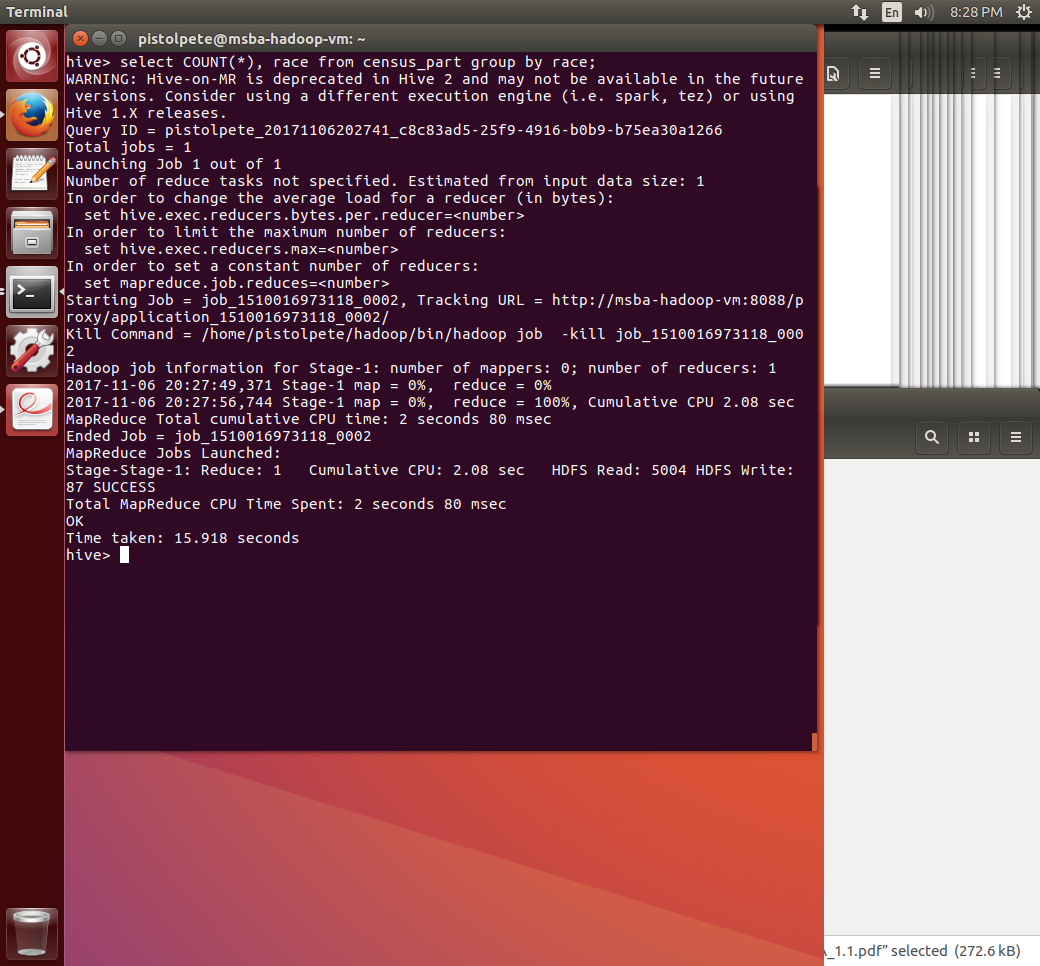 Terminal
En
8:28 PM
pistolpete@msba-hadoop-vm: ~
hive> select COUNT(*), race from census_part group by race;
WARNING: Hive-on-MR is deprecated in Hive 2 and may not be available in the future
 versions. Consider using a different execution engine (i.e. spark, tez) or using
Hive 1.X releases.
Query ID = pistolpete_20171106202741_c8c83ad5-25f9-4916-b0b9-b75ea30a1266
Total jobs = 1
Launching Job 1 out of 1
Number of reduce tasks not specified. Estimated from input data size: 1
In order to change the average load for a reducer (in bytes):
  set hive.exec.reducers.bytes.per.reducer=<number>
In order to limit the maximum number of reducers:
  set hive.exec.reducers.max=<number>
In order to set a constant number of reducers:
  set mapreduce.job.reduces=<number>
Starting Job = job_1510016973118_0002, Tracking URL = http://msba-hadoop-vm:8088/p
roxy/application_1510016973118_0002/
Kill Command = /home/pistolpete/hadoop/bin/hadoop job  -kill job_1510016973118_000
2
Hadoop job information for Stage-1: number of mappers: 0; number of reducers: 1
2017-11-06 20:27:49,371 Stage-1 map = 0%,  reduce = 0%
2017-11-06 20:27:56,744 Stage-1 map = 0%,  reduce = 100%, Cumulative CPU 2.08 sec
MapReduce Total cumulative CPU time: 2 seconds 80 msec
Ended Job = job_1510016973118_0002
MapReduce Jobs Launched:
Stage-Stage-1: Reduce: 1   Cumulative CPU: 2.08 sec   HDFS Read: 5004 HDFS Write:
87 SUCCESS
Total MapReduce CPU Time Spent: 2 seconds 80 msec
OK
Time taken: 15.918 seconds
hive>
_1.1.pdf” selected (272.6 kB)